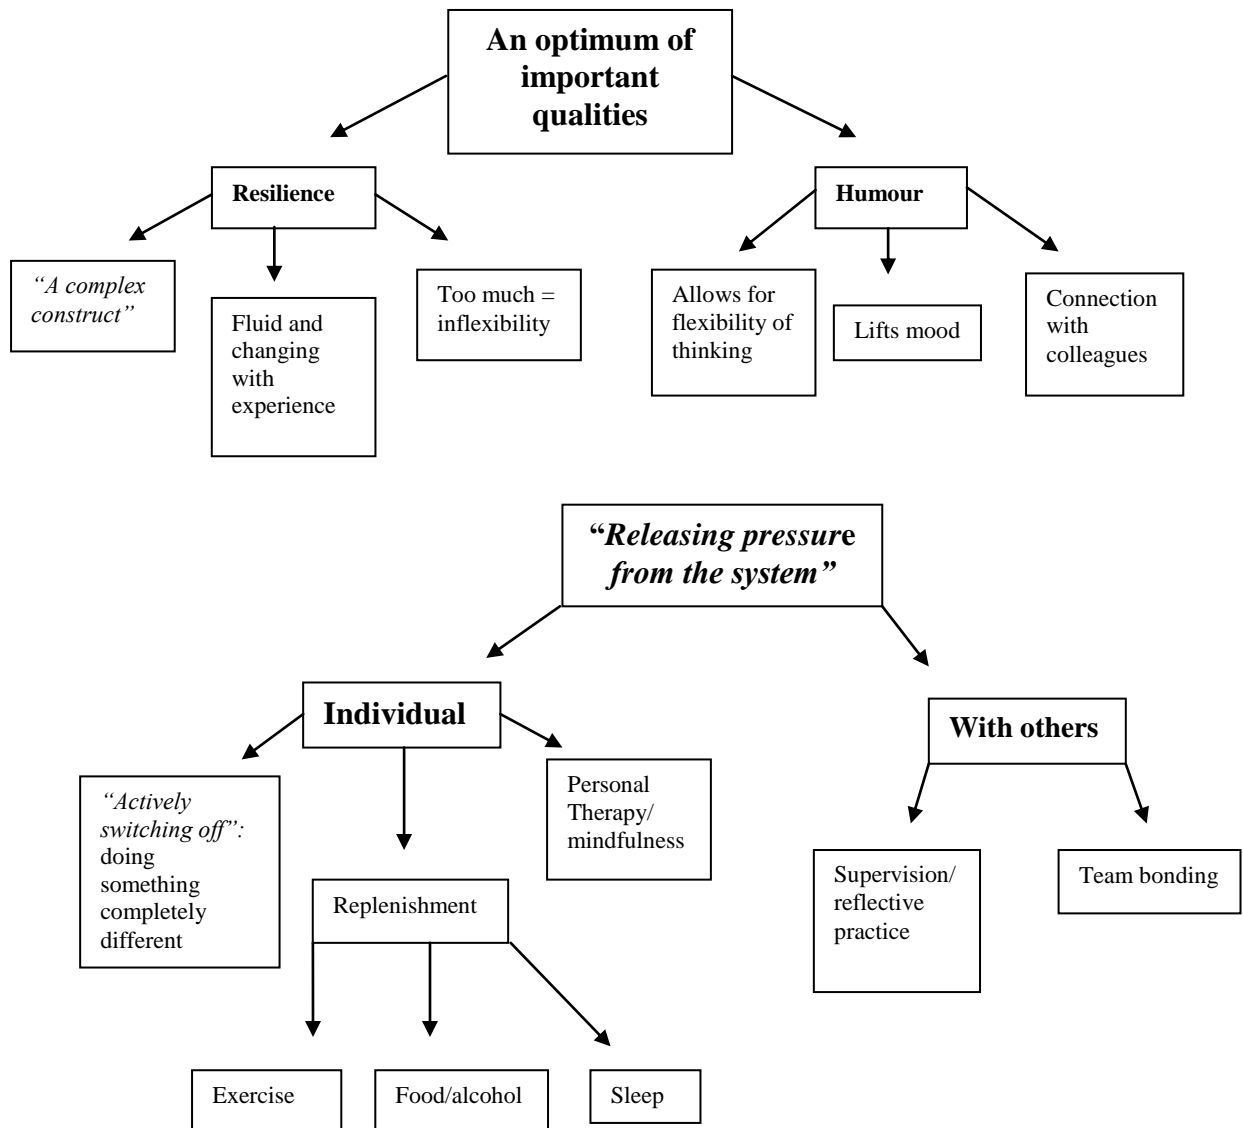 An optimum of
important
qualities
Resilience
Humour
“A complex
construct”
Fluid and
changing
with
experience
Too much =
inflexibility
Allows for
flexibility of
thinking
Lifts mood
Connection
with
colleagues
“Releasing pressure
from the system”
Individual
With others
“Actively
switching off”:
doing
something
completely
different
Replenishment
Personal
Therapy/
mindfulness
Supervision/
reflective
practice
Team bonding
Exercise
Food/alcohol
Sleep